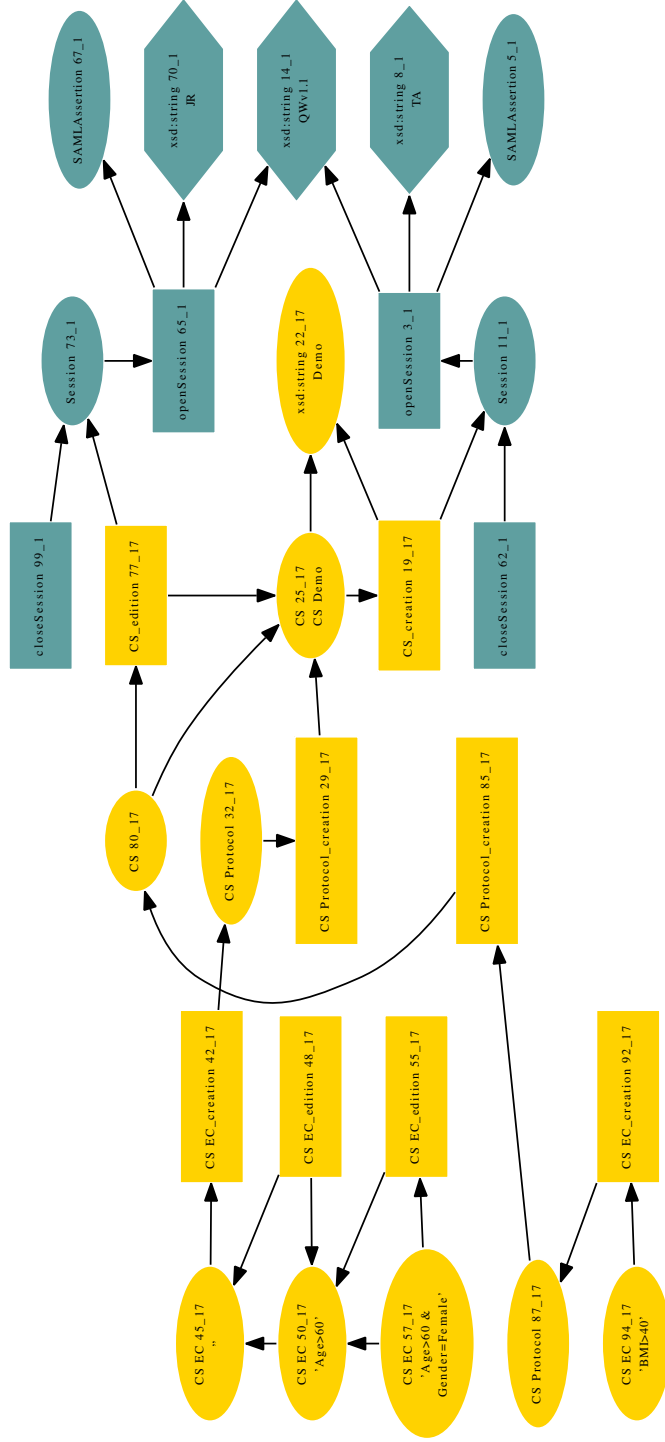 closeSession 99_1
Session 73_1
SAMLAssertion 67_1
CS 80_17
CS_edition 77_17
CS EC 45_17
,,
CS EC_creation 42_17
openSession 65_1
xsd:string 70_1
JR
CS Protocol 32_17
CS EC 50_17
'Age>60'
CS EC_edition 48_17
CS Protocol_creation 29_17
CS 25_17
CS Demo
xsd:string 22_17
Demo
xsd:string 14_1
QWv1.1
CS EC 57_17
'Age>60 &
Gender=Female'
CS EC_edition 55_17
CS_creation 19_17
openSession 3_1
xsd:string 8_1
TA
CS Protocol_creation 85_17
closeSession 62_1
Session 11_1
SAMLAssertion 5_1
CS Protocol 87_17
CS EC 94_17
'BMI>40'
CS EC_creation 92_17